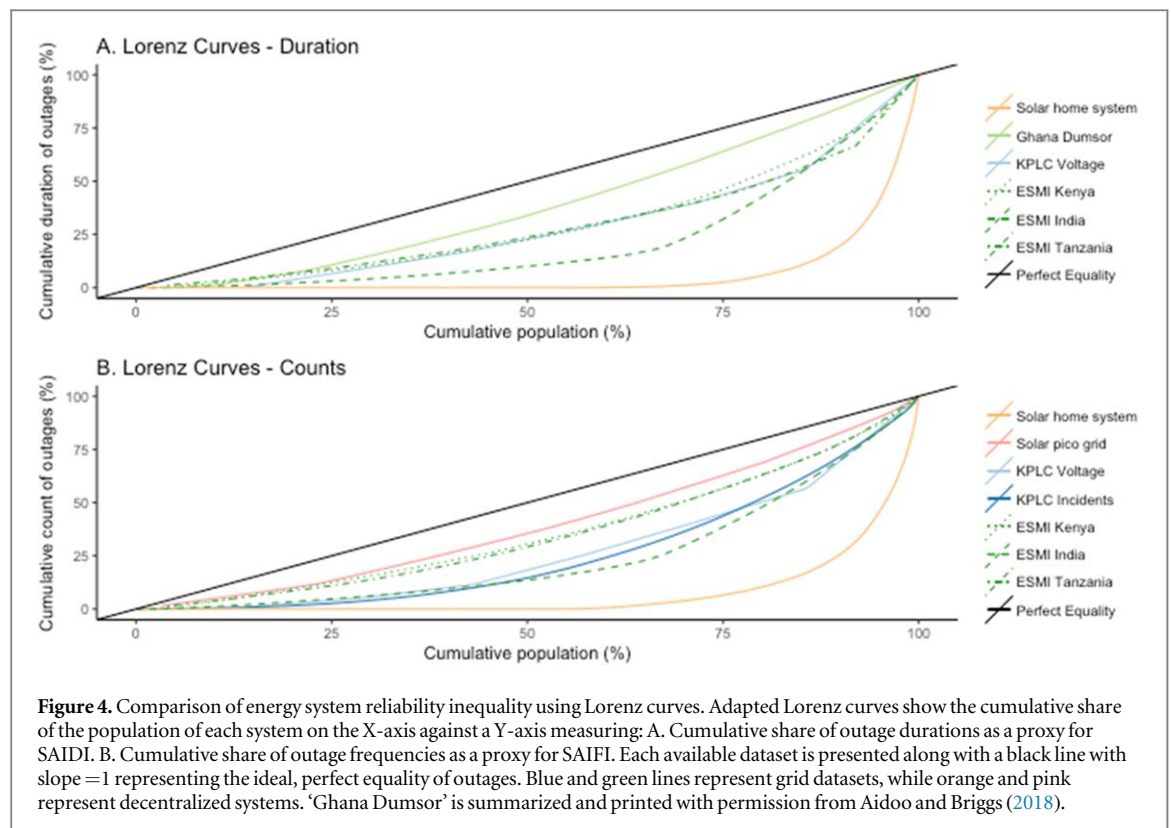 A. Lorenz Curves - Duration
Cumulative duration of outages (%)
100
75
50
25
0
0 25 50 75 100
Cumulative population (%)
Solar home system
Ghana Dumsor
KPLC Voltage
ESMI Kenya
ESMI India
ESMI Tanzania
Perfect Equality
B. Lorenz Curves - Counts
Cumulative count of outages (%)
100
75
50
25
0
0 25 50 75 100
Cumulative population (%)
Solar home system
Solar pico grid
KPLC Voltage
KPLC Incidents
ESMI Kenya
ESMI India
ESMI Tanzania
Perfect Equality
Figure 4. Comparison of energy system reliability inequality using Lorenz curves. Adapted Lorenz curves show the cumulative share
of the population of each system on the X-axis against a Y-axis measuring: A. Cumulative share of outage durations as a proxy for
SAIDI. B. Cumulative share of outage frequencies as a proxy for SAIFI. Each available dataset is presented along with a black line with
slope =1 representing the ideal, perfect equality of outages. Blue and green lines represent grid datasets, while orange and pink
represent decentralized systems. ‘Ghana Dumsor’ is summarized and printed with permission from Aidoo and Briggs (2018).